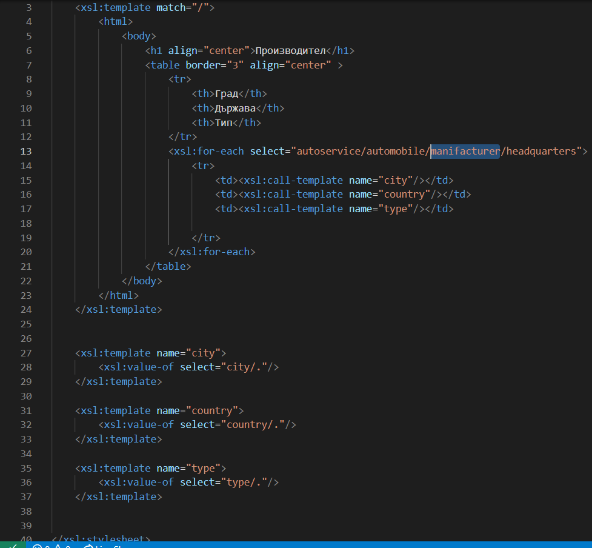 3 <xsl:template match="/">
4 <html>
5 <body>
6 <h1 align="center">Производител</h1>
7 <table border="3" align="center" >
8 <tr>
9 <th>Град</th>
10 <th>Държава</th>
11 <th>Тип</th>
12 </tr>
13 <xsl:for-each select="autoservice/automobile/manifacturer/headquarters">
14 <tr>
15 <td><xsl:call-template name="city"/></td>
16 <td><xsl:call-template name="country"/></td>
17 <td><xsl:call-template name="type"/></td>
18
19 </tr>
20 </xsl:for-each>
21 </table>
22 </body>
23 </html>
24 </xsl:template>
25
26
27 <xsl:template name="city">
28 <xsl:value-of select="city/."/>
29 </xsl:template>
30
31 <xsl:template name="country">
32 <xsl:value-of select="country/."/>
33 </xsl:template>
34
35 <xsl:template name="type">
36 <xsl:value-of select="type/."/>
37 </xsl:template>
38
39
40 </xsl:stylesheet>